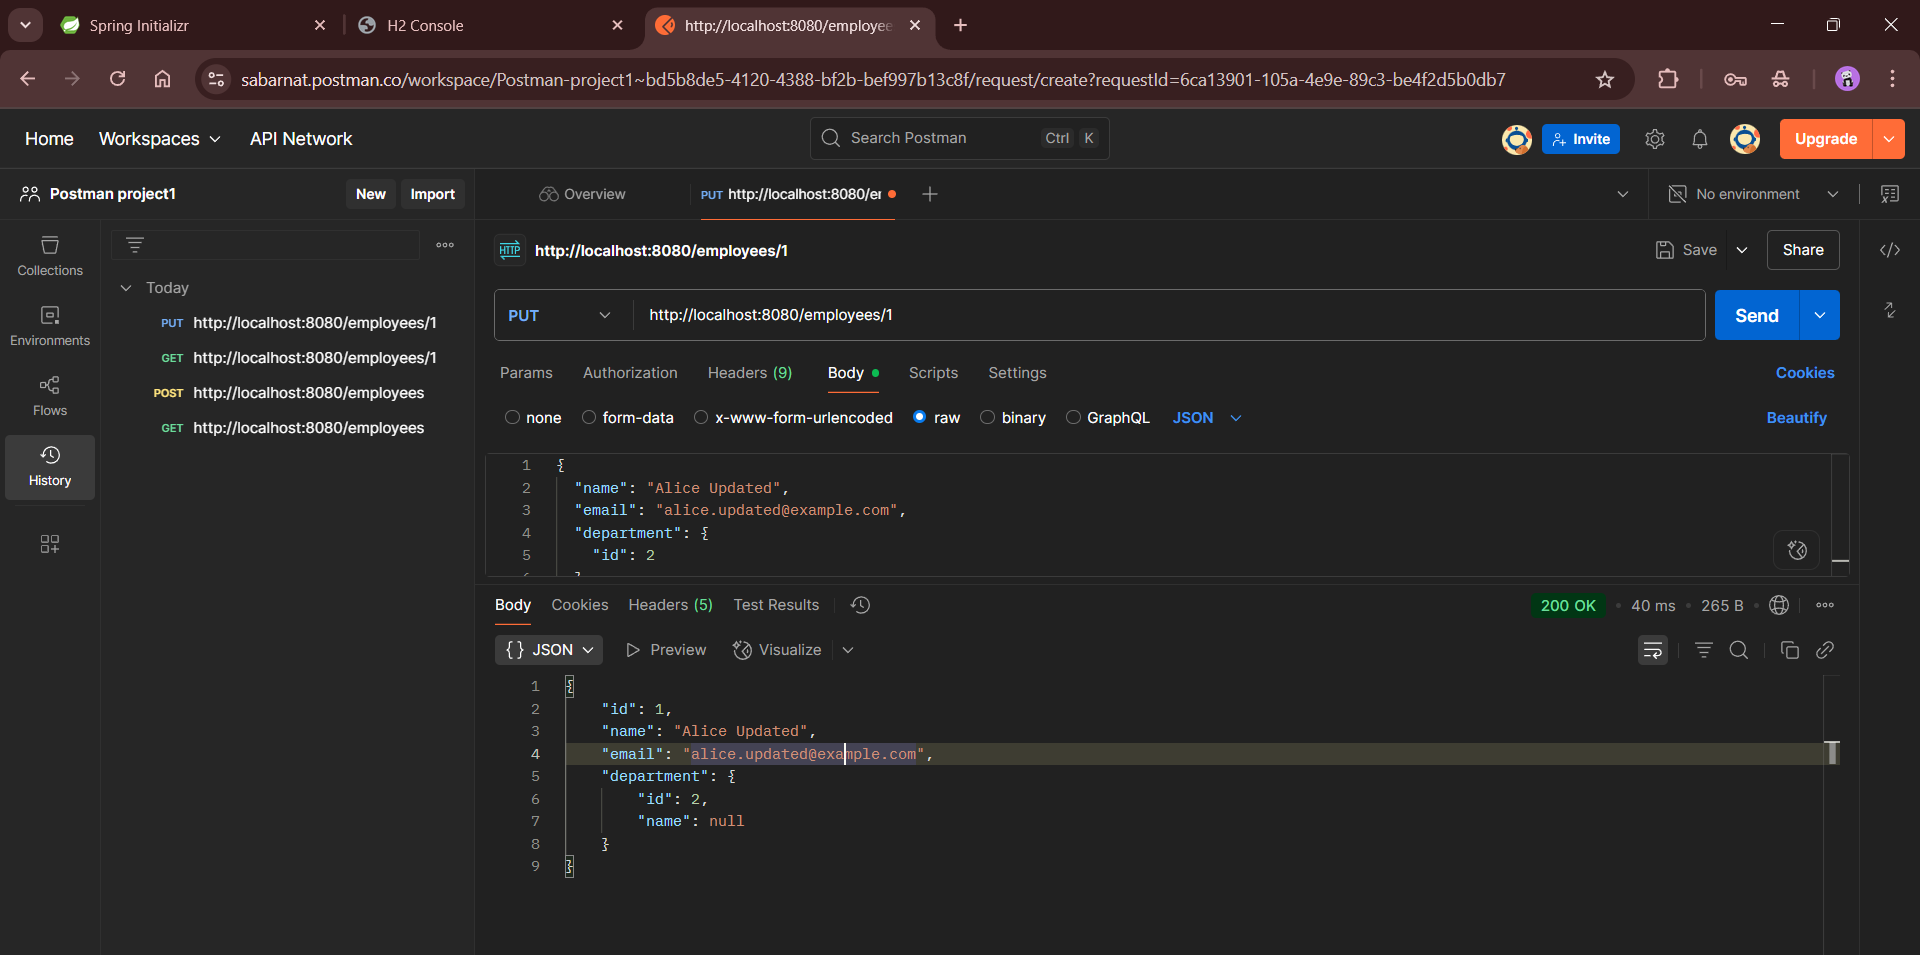 Spring Initializr
H2 Console
http://localhost:8080/employee
sabarnat.postman.co/workspace/Postman-project1~bd5b8de5-4120-4388-bf2b-bef997b13c8f/request/create?requestId=6ca13901-105a-4e9e-89c3-be4f2d5b0db7
Home Workspaces API Network
Search Postman Ctrl K
Invite
Upgrade
Postman project1 New Import
Overview
PUT http://localhost:8080/er
No environment
Collections
Environments
Flows
History
Today
PUT http://localhost:8080/employees/1
GET http://localhost:8080/employees/1
POST http://localhost:8080/employees
GET http://localhost:8080/employees
HTTP http://localhost:8080/employees/1
Save Share
PUT http://localhost:8080/employees/1
Send
Params Authorization Headers (9) Body Scripts Settings Cookies
none form-data x-www-form-urlencoded raw binary GraphQL JSON Beautify
1 {
2 "name": "Alice Updated",
3 "email": "alice.updated@example.com",
4 "department": {
5 "id": 2
Body Cookies Headers (5) Test Results
200 OK • 40 ms • 265 B •
{} JSON Preview Visualize
1 {
2 "id": 1,
3 "name": "Alice Updated",
4 "email": "alice.updated@example.com",
5 "department": {
6 "id": 2,
7 "name": null
8 }
9 }